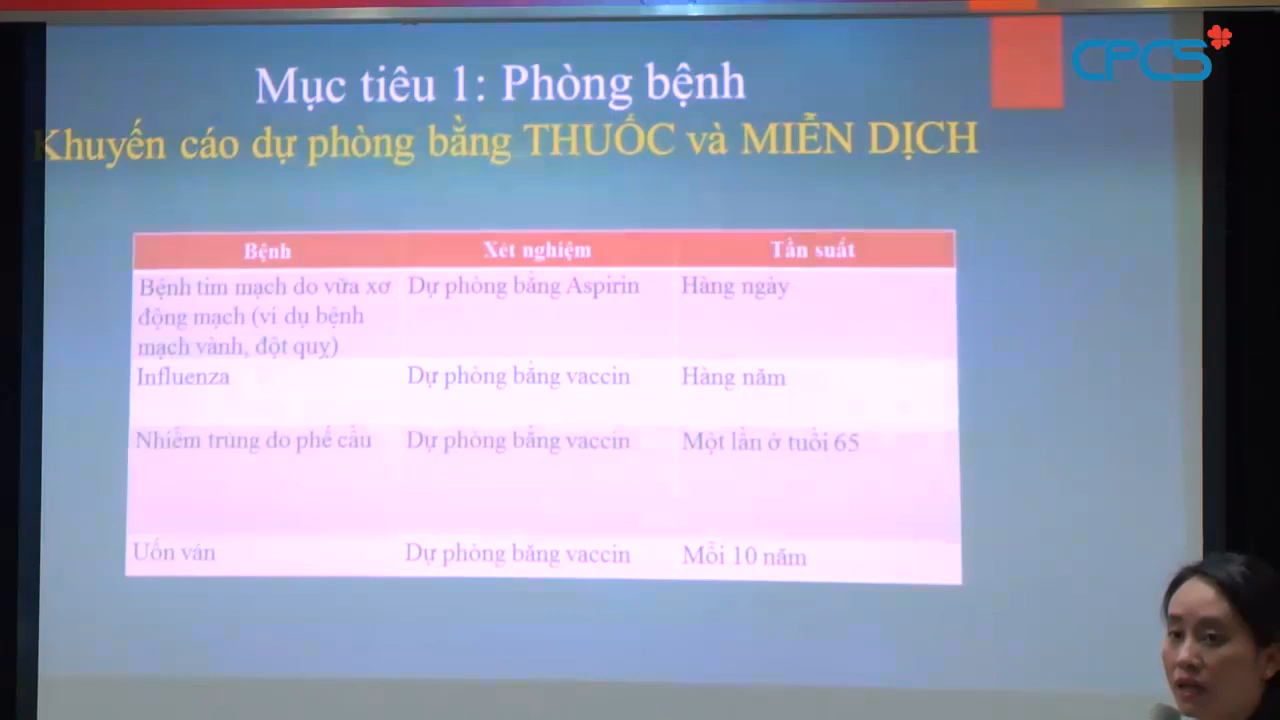 CPCS
Mục tiêu 1: Phòng bệnh
Khuyến cáo dự phòng bằng THUỐC và MIỄN DỊCH
Bệnh Xét nghiệm Tần suất
Bệnh tim mạch do vữa xơ Dự phòng bằng Aspirin Hàng ngày
động mạch (ví dụ bệnh
mạch vành, đột quỵ)
Influenza Dự phòng bằng vaccin Hàng năm
Nhiễm trùng do phế cầu Dự phòng bằng vaccin Một lần ở tuổi 65
Uốn ván Dự phòng bằng vaccin Mỗi 10 năm